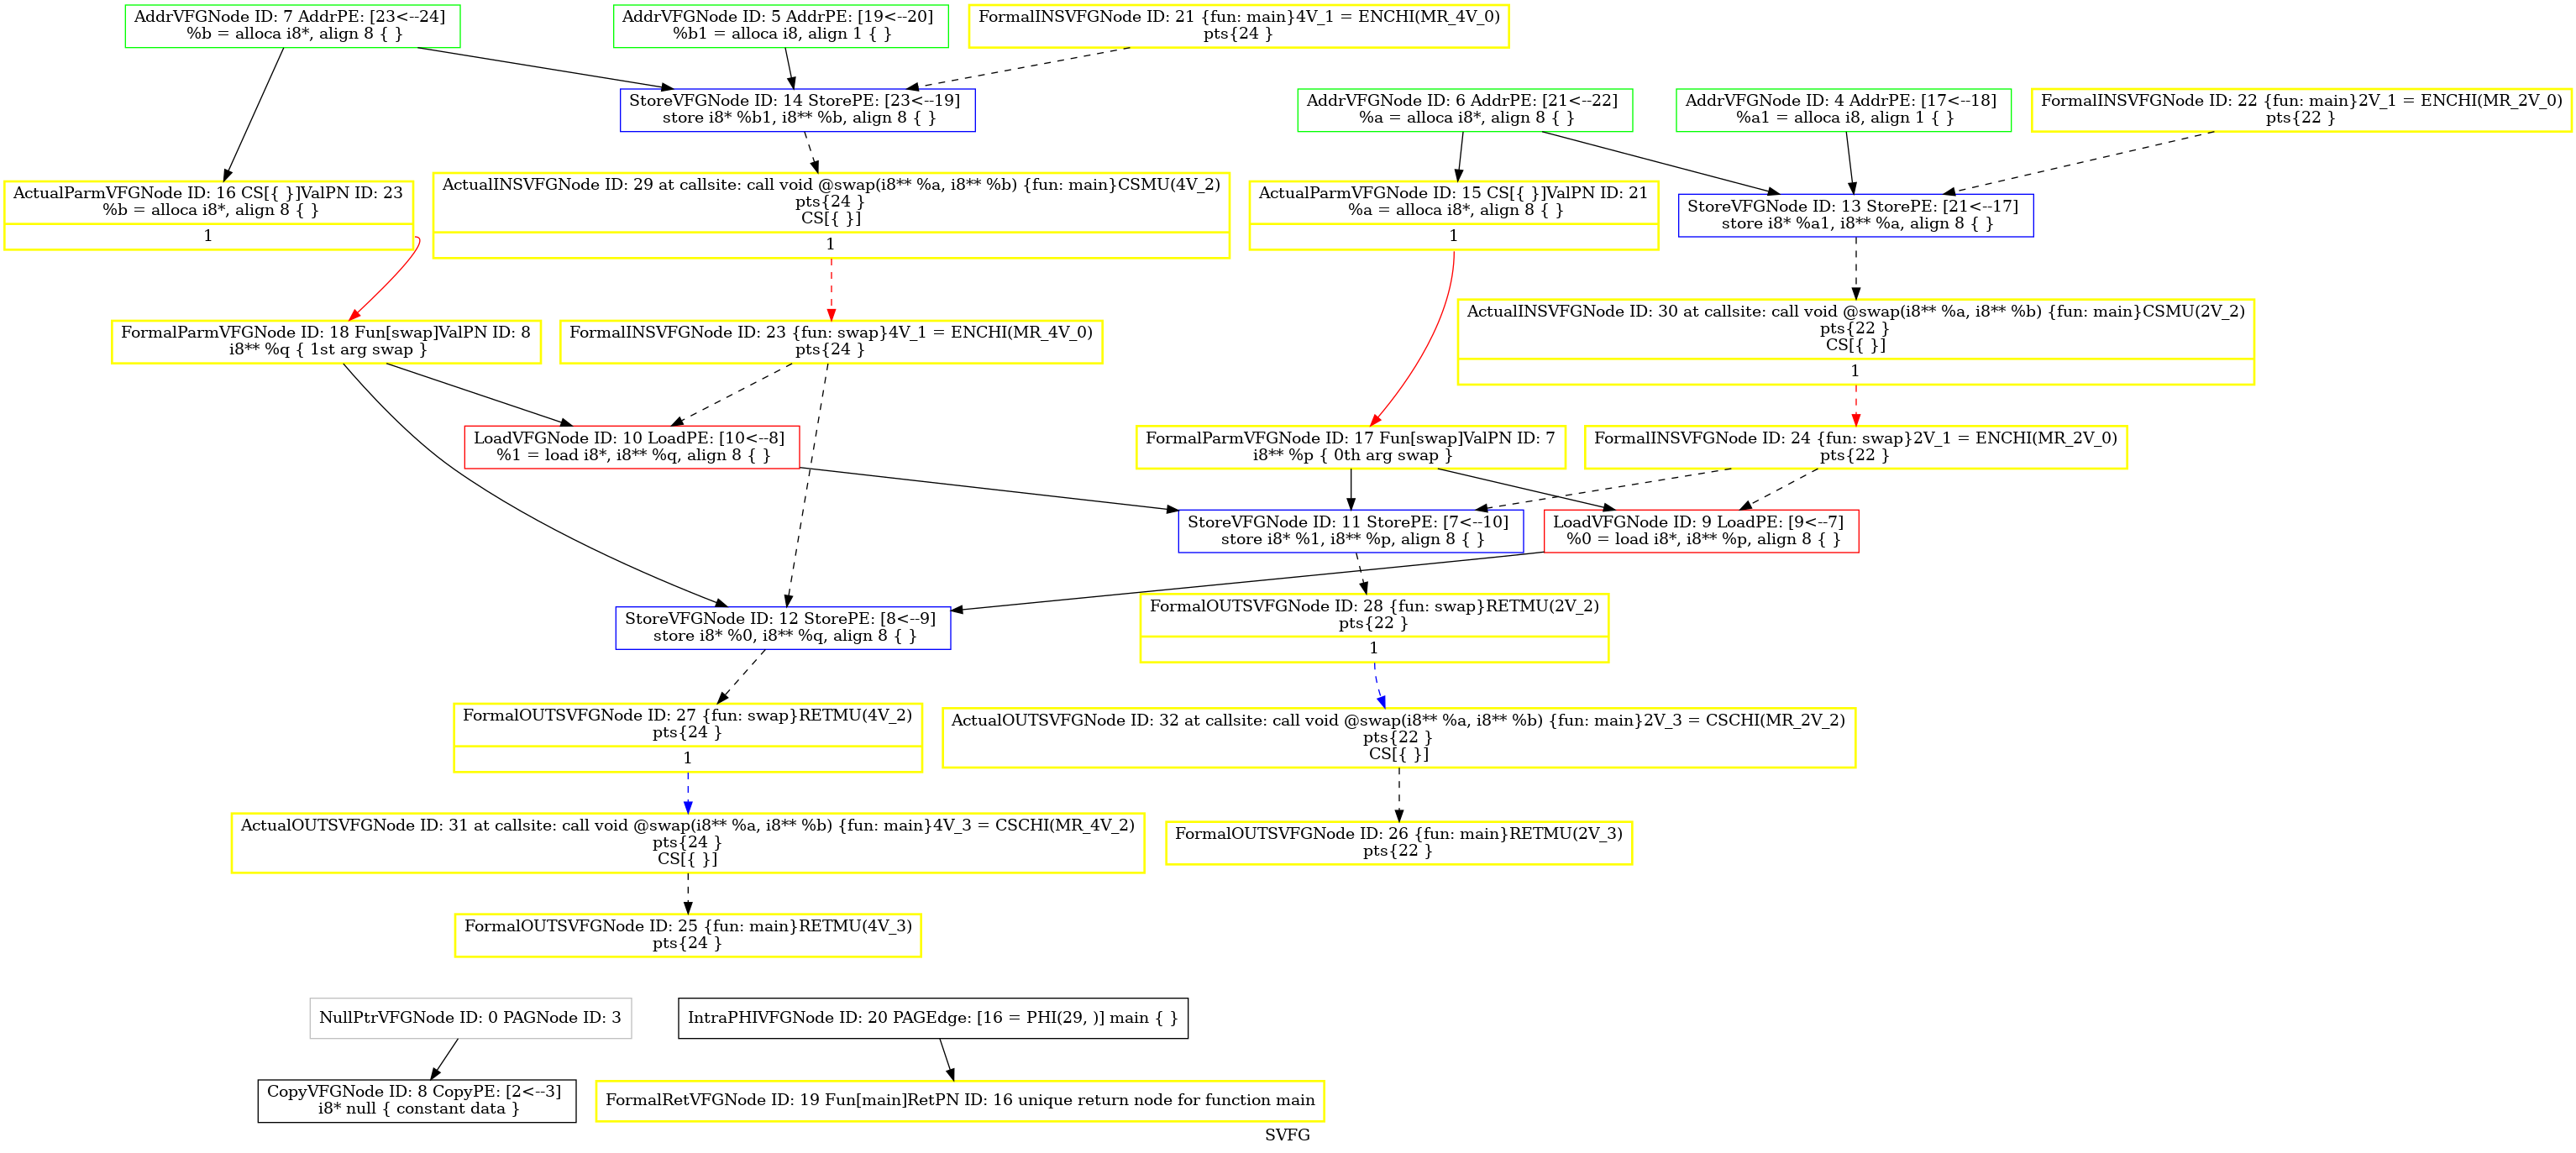 AddrVFGNode ID: 7 AddrPE: [23<--24]
%b = alloca i8*, align 8 { }
AddrVFGNode ID: 5 AddrPE: [19<--20]
%b1 = alloca i8, align 1 { }
FormalINSVFGNode ID: 21 {fun: main}4V_1 = ENCHI(MR_4V_0)
pts{24 }
StoreVFGNode ID: 14 StorePE: [23<--19]
store i8* %b1, i8** %b, align 8 { }
AddrVFGNode ID: 6 AddrPE: [21<--22]
%a = alloca i8*, align 8 { }
AddrVFGNode ID: 4 AddrPE: [17<--18]
%a1 = alloca i8, align 1 { }
FormalINSVFGNode ID: 22 {fun: main}2V_1 = ENCHI(MR_2V_0)
pts{22 }
ActualParmVFGNode ID: 16 CS[{ }]ValPN ID: 23
%b = alloca i8*, align 8 { }
1
ActualINSVFGNode ID: 29 at callsite: call void @swap(i8** %a, i8** %b) {fun: main}CSMU(4V_2)
pts{24 }
CS[{ }]
1
ActualParmVFGNode ID: 15 CS[{ }]ValPN ID: 21
%a = alloca i8*, align 8 { }
1
StoreVFGNode ID: 13 StorePE: [21<--17]
store i8* %a1, i8** %a, align 8 { }
ActualINSVFGNode ID: 30 at callsite: call void @swap(i8** %a, i8** %b) {fun: main}CSMU(2V_2)
pts{22 }
CS[{ }]
1
FormalParmVFGNode ID: 18 Fun[swap]ValPN ID: 8
i8** %q { 1st arg swap }
FormalINSVFGNode ID: 23 {fun: swap}4V_1 = ENCHI(MR_4V_0)
pts{24 }
LoadVFGNode ID: 10 LoadPE: [10<--8]
%1 = load i8*, i8** %q, align 8 { }
FormalParmVFGNode ID: 17 Fun[swap]ValPN ID: 7
i8** %p { 0th arg swap }
FormalINSVFGNode ID: 24 {fun: swap}2V_1 = ENCHI(MR_2V_0)
pts{22 }
StoreVFGNode ID: 11 StorePE: [7<--10]
store i8* %1, i8** %p, align 8 { }
LoadVFGNode ID: 9 LoadPE: [9<--7]
%0 = load i8*, i8** %p, align 8 { }
StoreVFGNode ID: 12 StorePE: [8<--9]
store i8* %0, i8** %q, align 8 { }
FormalOUTSVFGNode ID: 28 {fun: swap}RETMU(2V_2)
pts{22 }
1
FormalOUTSVFGNode ID: 27 {fun: swap}RETMU(4V_2)
pts{24 }
1
ActualOUTSVFGNode ID: 32 at callsite: call void @swap(i8** %a, i8** %b) {fun: main}2V_3 = CSCHI(MR_2V_2)
pts{22 }
CS[{ }]
ActualOUTSVFGNode ID: 31 at callsite: call void @swap(i8** %a, i8** %b) {fun: main}4V_3 = CSCHI(MR_4V_2)
pts{24 }
CS[{ }]
FormalOUTSVFGNode ID: 26 {fun: main}RETMU(2V_3)
pts{22 }
FormalOUTSVFGNode ID: 25 {fun: main}RETMU(4V_3)
pts{24 }
NullPtrVFGNode ID: 0 PAGNode ID: 3
IntraPHIVFGNode ID: 20 PAGEdge: [16 = PHI(29, )] main { }
CopyVFGNode ID: 8 CopyPE: [2<--3]
i8* null { constant data }
FormalRetVFGNode ID: 19 Fun[main]RetPN ID: 16 unique return node for function main
SVFG